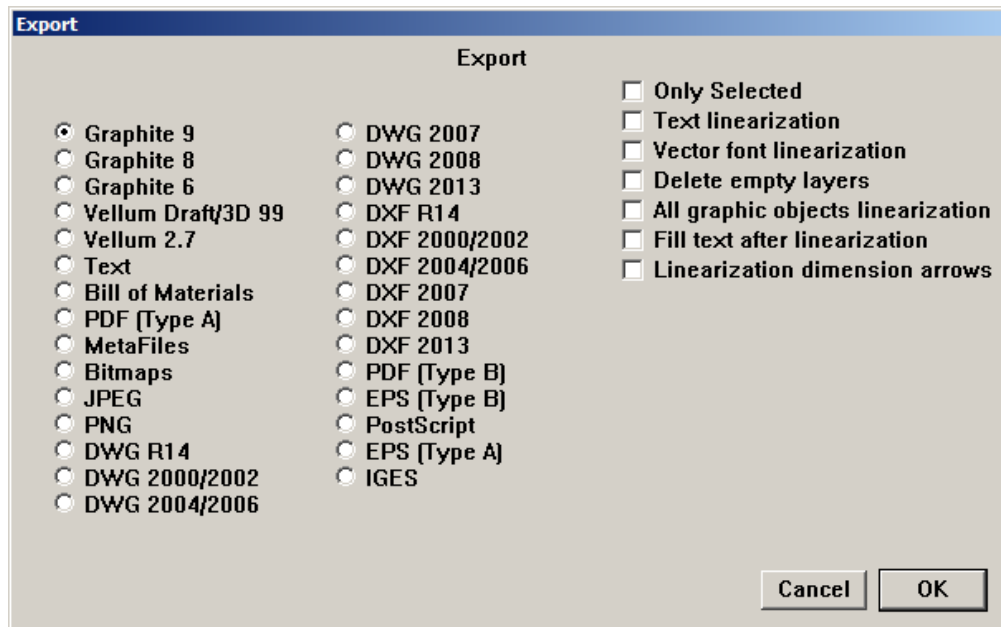 Export
Export
Graphite 9
Graphite 8
Graphite 6
Vellum Draft/3D 99
Vellum 2.7
Text
Bill of Materials
PDF (Type A)
MetaFiles
Bitmaps
JPEG
PNG
DWG R14
DWG 2000/2002
DWG 2004/2006
DWG 2007
DWG 2008
DWG 2013
DXF R14
DXF 2000/2002
DXF 2004/2006
DXF 2007
DXF 2008
DXF 2013
PDF (Type B)
EPS (Type B)
PostScript
EPS (Type A)
IGES
Only Selected
Text linearization
Vector font linearization
Delete empty layers
All graphic objects linearization
Fill text after linearization
Linearization dimension arrows
Cancel
OK